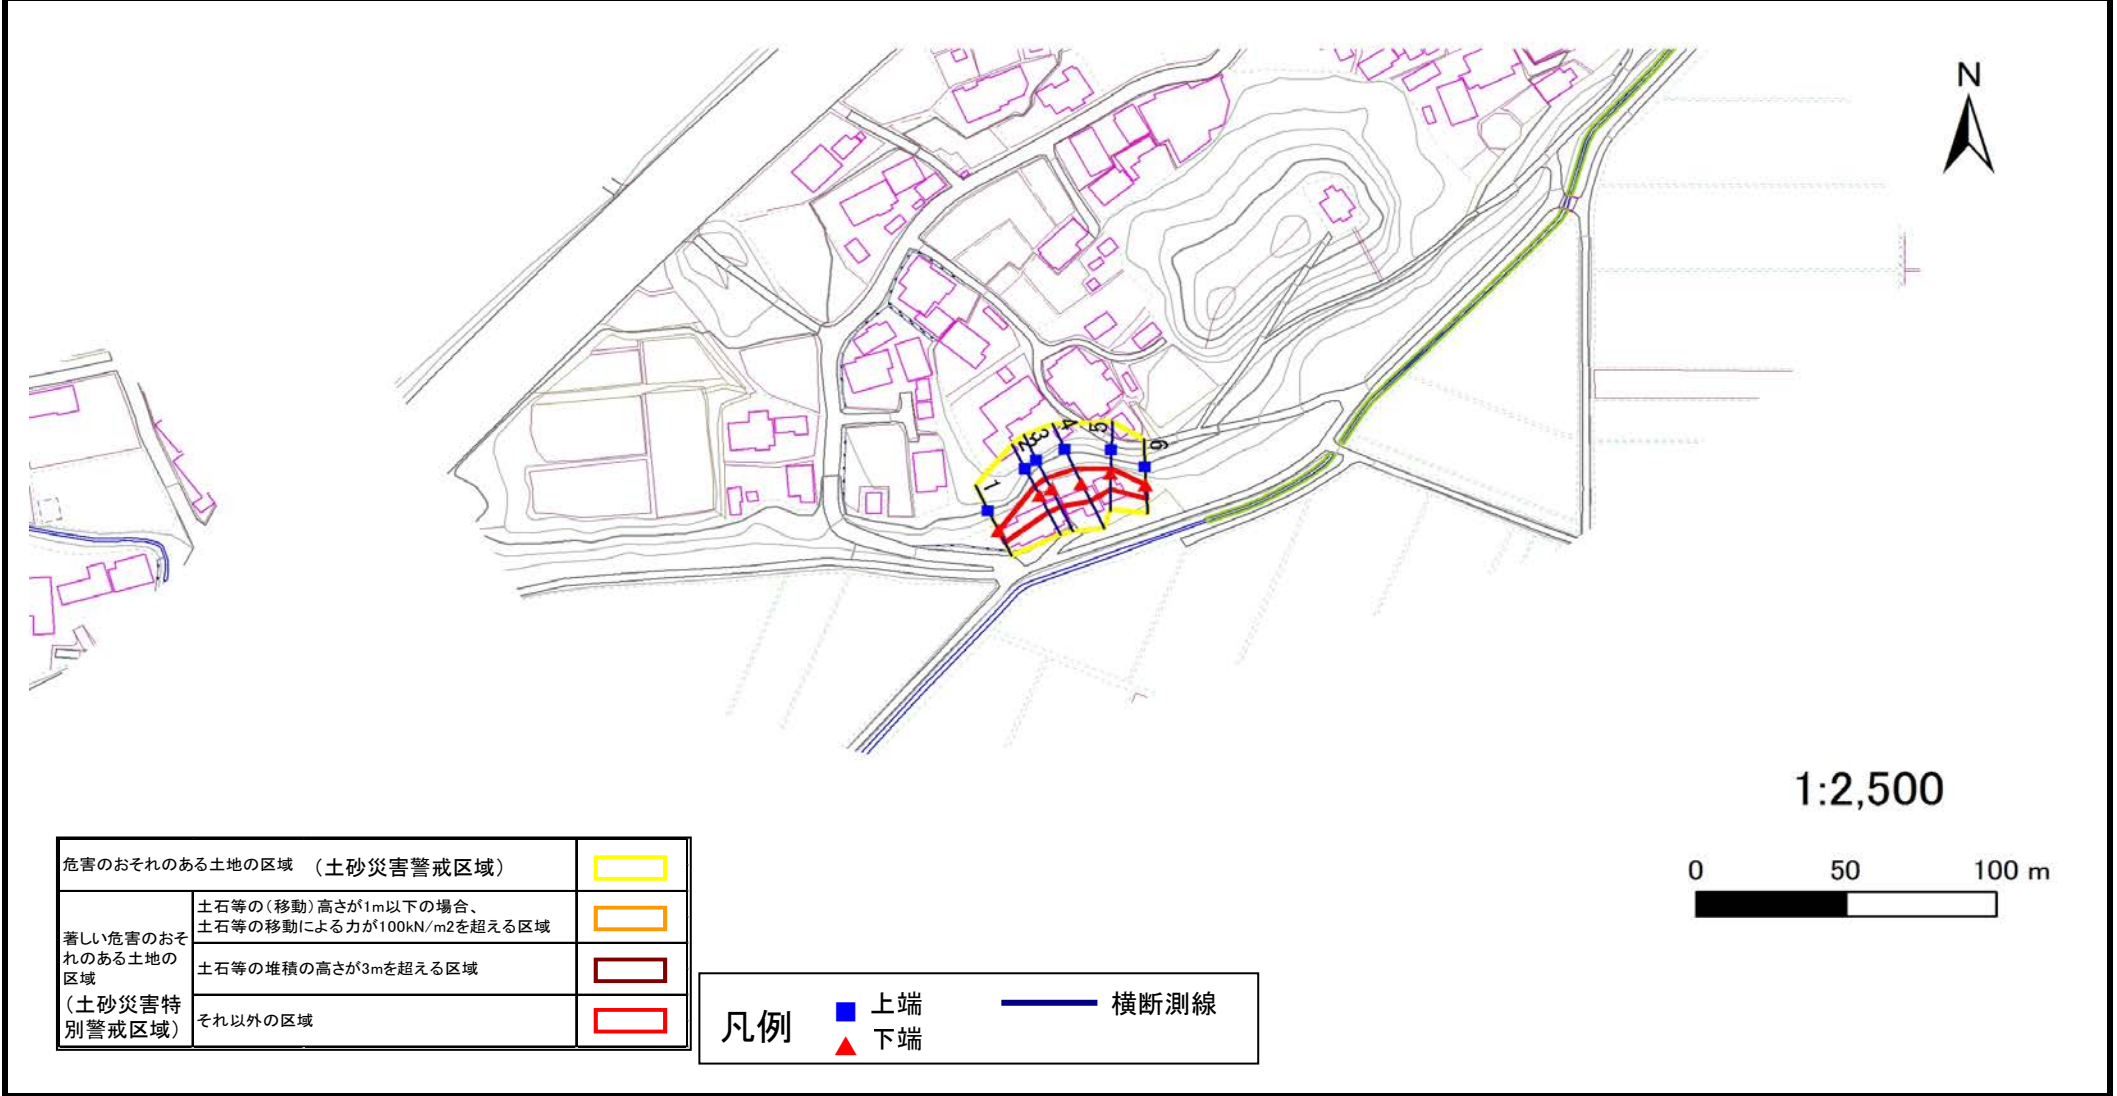 N
1
2
3
4
5
6
1:2,500
0 50 100 m
危害のおそれのある土地の区域 （土砂災害警戒区域）
著しい危害のおそ
れのある土地の
区域
（土砂災害特
別警戒区域）
土石等の（移動）高さが1m以下の場合、
土石等の移動による力が100kN/m2を超える区域
土石等の堆積の高さが3mを超える区域
それ以外の区域
凡例
上端
下端
横断測線